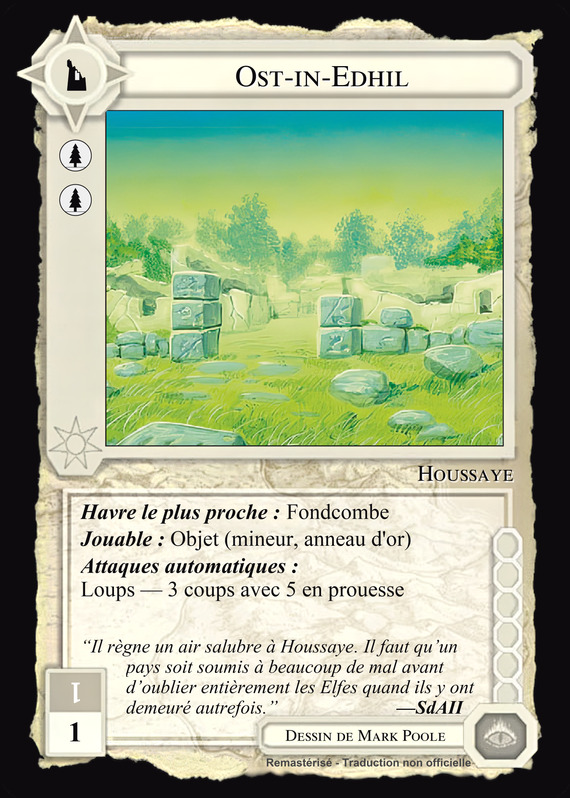 Ost-in-Edhil
Houssaye
Havre le plus proche : Fondcombe
Jouable : Objet (mineur, anneau d'or)
Attaques automatiques :
Loups — 3 coups avec 5 en prouesse
“Il règne un air salubre à Houssaye. Il faut qu’un
pays soit soumis à beaucoup de mal avant
d’oublier entièrement les Elfes quand ils y ont
demeuré autrefois.” —SdAII
1
1
Dessin de Mark Poole
Remastérisé - Traduction non officielle